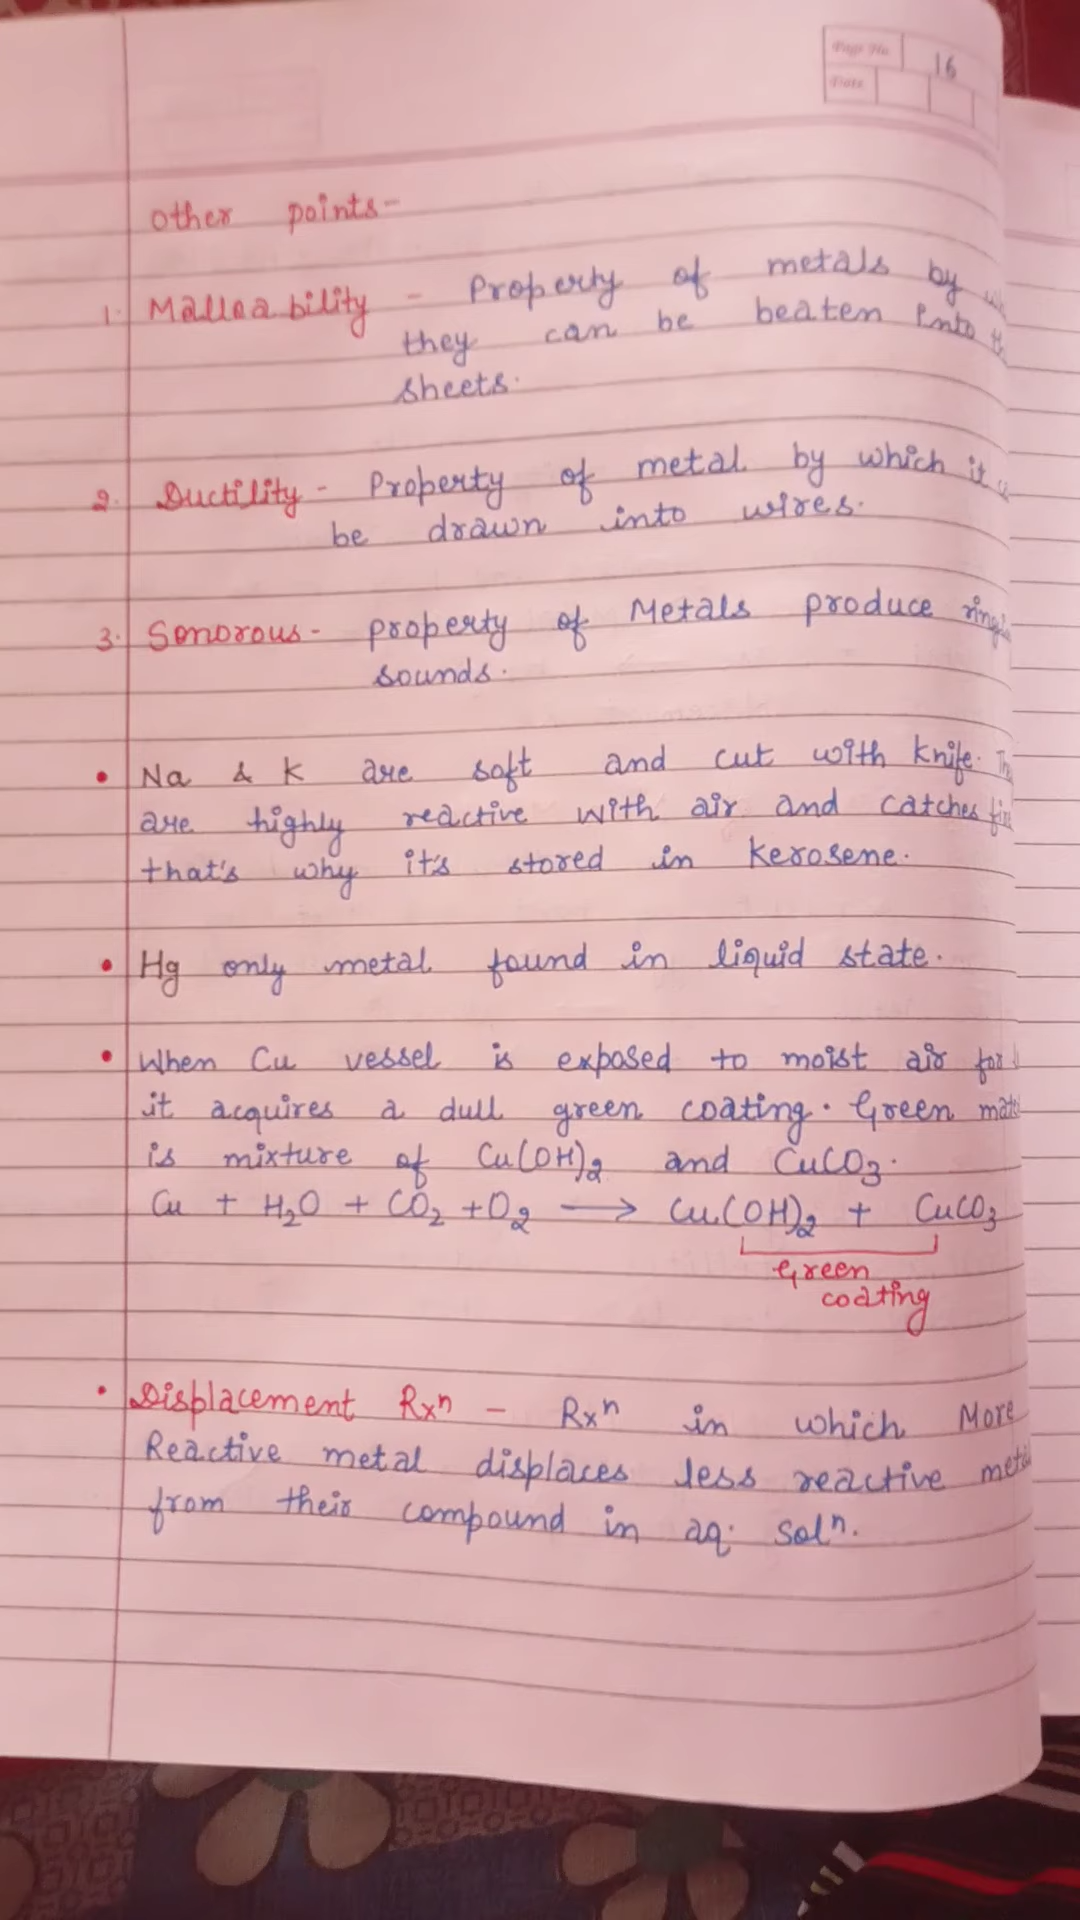 Page No. 16
Date
Other points-
1. Malleability - Property of metals by
they can be beaten into
sheets.
2. Ductility - Property of metal by which it
be drawn into wires.
3. Sonorous - property of Metals produce
sounds.
• Na & K are soft and cut with knife.
are highly reactive with air and catches
that's why it's stored in kerosene.
• Hg only metal found in liquid state.
• When Cu vessel is exposed to moist air for
it acquires a dull green coating. Green
is mixture of Cu(OH)2 and CuCO3.
Cu + H2O + CO2 + O2 → Cu(OH)2 + CuCO3
Green
coating
• Displacement Rxn - Rxn in which More
Reactive metal displaces less reactive
from their compound in aq. soln.